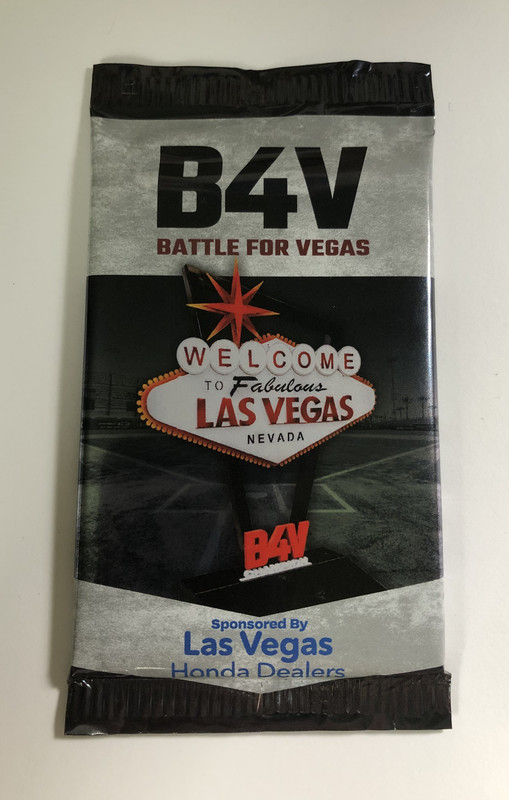 B4V
BATTLE FOR VEGAS
WELCOME
TO Fabulous
LAS VEGAS
NEVADA
B4V
Sponsored By
Las Vegas
Honda Dealers